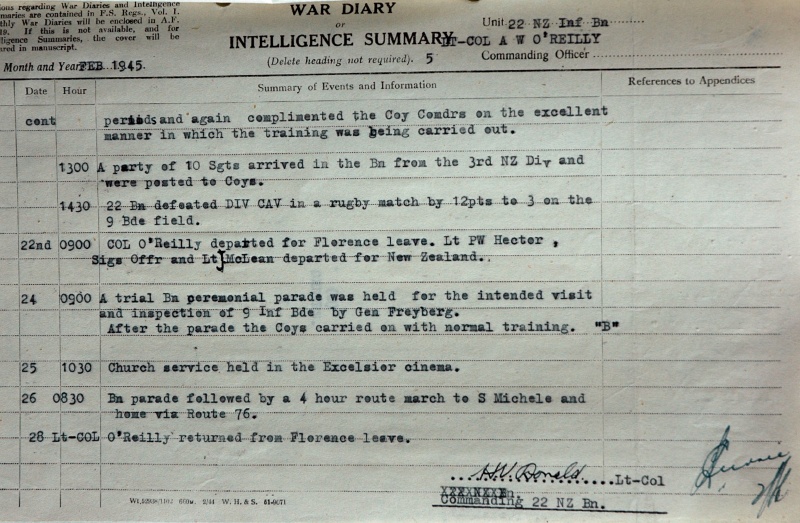 ous regarding War Diaries and Intelligence
maries are contained in F.S. Regs., Vol. I.
thly War Diaries will be enclosed in A.F.
18. If this is not available, and for
lligence Summaries, the cover will be
ared in manuscript.
WAR DIARY
or
INTELLIGENCE SUMMARY
(Delete heading not required). 5
Unit 22 NZ Inf Bn
Lt-COL A W O'REILLY
Commanding Officer
Month and Year FEB 1945.
Date Hour Summary of Events and Information References to Appendices
cont periods and again complimented the Coy Comdrs on the excellent
manner in which the training was being carried out.
1300 A party of 10 Sgts arrived in the Bn from the 3rd NZ Div and
were posted to Coys.
1430 22 Bn defeated DIV CAV in a rugby match by 12pts to 3 on the
9 Bde field.
22nd 0900 COL O'Reilly departed for Florence leave. Lt PW Hector ,
Sigs Offr and Lt J McLean departed for New Zealand..
24 0900 A trial Bn peremonial parade was held for the intended visit
and inspection of 9 Inf Bde by Gen Freyberg.
After the parade the Coys carried on with normal training. "B"
25 1030 Church service held in the Excelsier cinema.
26 0830 Bn parade followed by a 4 hour route march to S Michele and
home via Route 76.
28 Lt-COL O'Reilly returned from Florence leave.
H V Donald Lt-Col
Commanding 22 NZ Bn.
2/44 W. H. & S. 51-9071